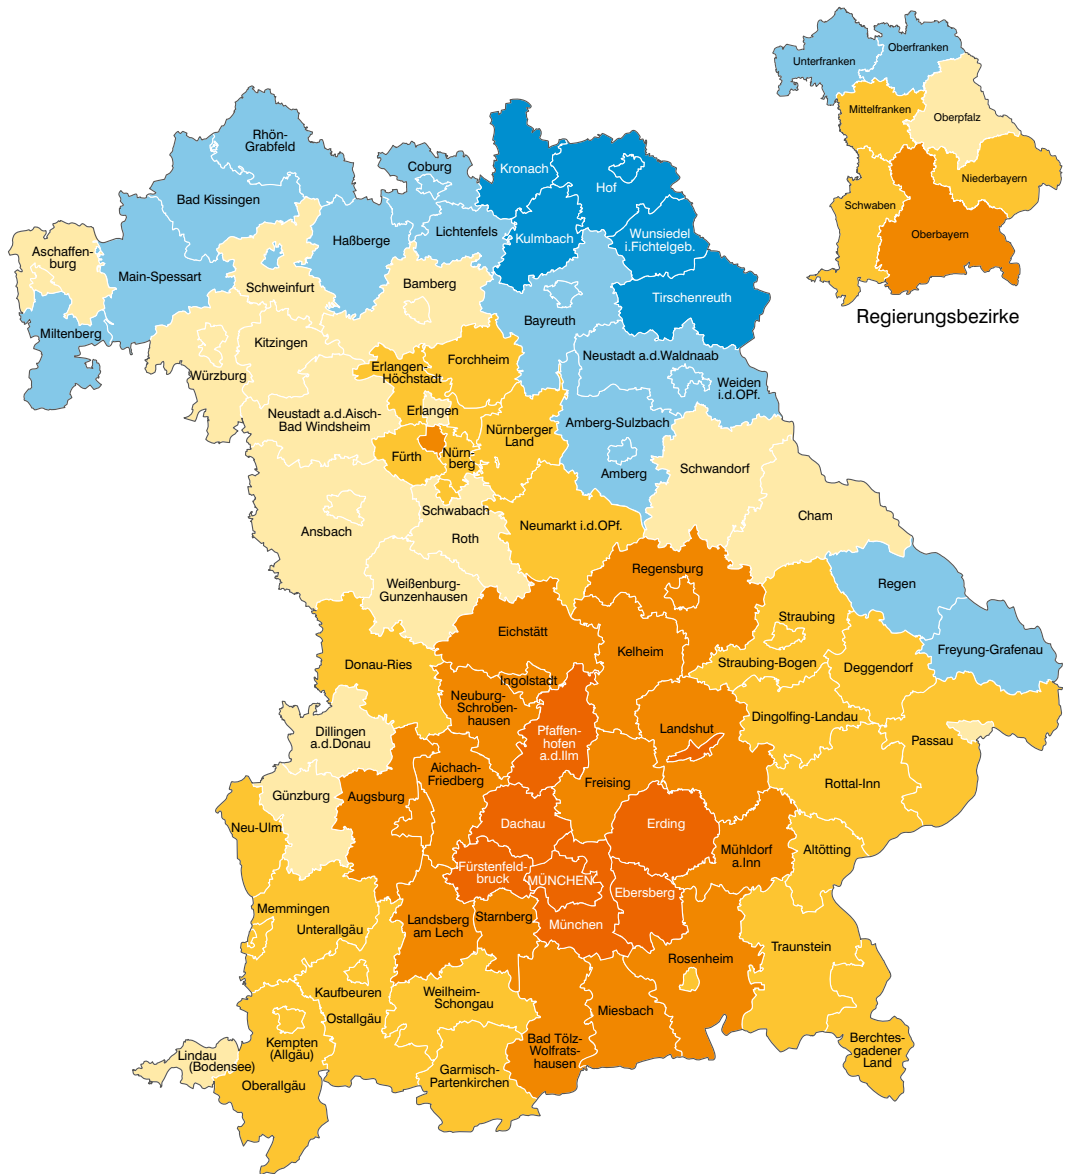 Unterfranken
Oberfranken
Mittelfranken
Oberpfalz
Niederbayern
Schwaben
Oberbayern
Regierungsbezirke
Rhön-
Grabfeld
Coburg
Kronach
Hof
Bad Kissingen
Lichtenfels
Haßberge
Kulmbach
Wunsiedel
i.Fichtelgeb.
Aschaffen-
burg
Main-Spessart
Schweinfurt
Bamberg
Tirschenreuth
Miltenberg
Kitzingen
Bayreuth
Würzburg
Erlangen-
Höchstadt
Forchheim
Neustadt a.d.Waldnaab
Weiden
i.d.OPf.
Neustadt a.d.Aisch-
Bad Windsheim
Erlangen
Nürnberger
Land
Amberg-Sulzbach
Fürth
Nürn-
berg
Amberg
Schwandorf
Ansbach
Schwabach
Roth
Neumarkt i.d.OPf.
Cham
Weißenburg-
Gunzenhausen
Regensburg
Regen
Eichstätt
Straubing
Kelheim
Freyung-Grafenau
Donau-Ries
Straubing-Bogen
Deggendorf
Ingolstadt
Neuburg-
Schroben-
hausen
Dingolfing-Landau
Dillingen
a.d.Donau
Pfaffen-
hofen
a.d.Ilm
Landshut
Passau
Aichach-
Friedberg
Freising
Rottal-Inn
Günzburg
Augsburg
Neu-Ulm
Dachau
Erding
Mühldorf
a.Inn
Altötting
Fürstenfeld-
bruck
MÜNCHEN
Ebersberg
Memmingen
Unterallgäu
Landsberg
am Lech
Starnberg
München
Traunstein
Rosenheim
Kaufbeuren
Ostallgäu
Weilheim-
Schongau
Miesbach
Kempten
(Allgäu)
Bad Tölz-
Wolfrats-
hausen
Berchtes-
gadener
Land
Lindau
(Bodensee)
Oberallgäu
Garmisch-
Partenkirchen